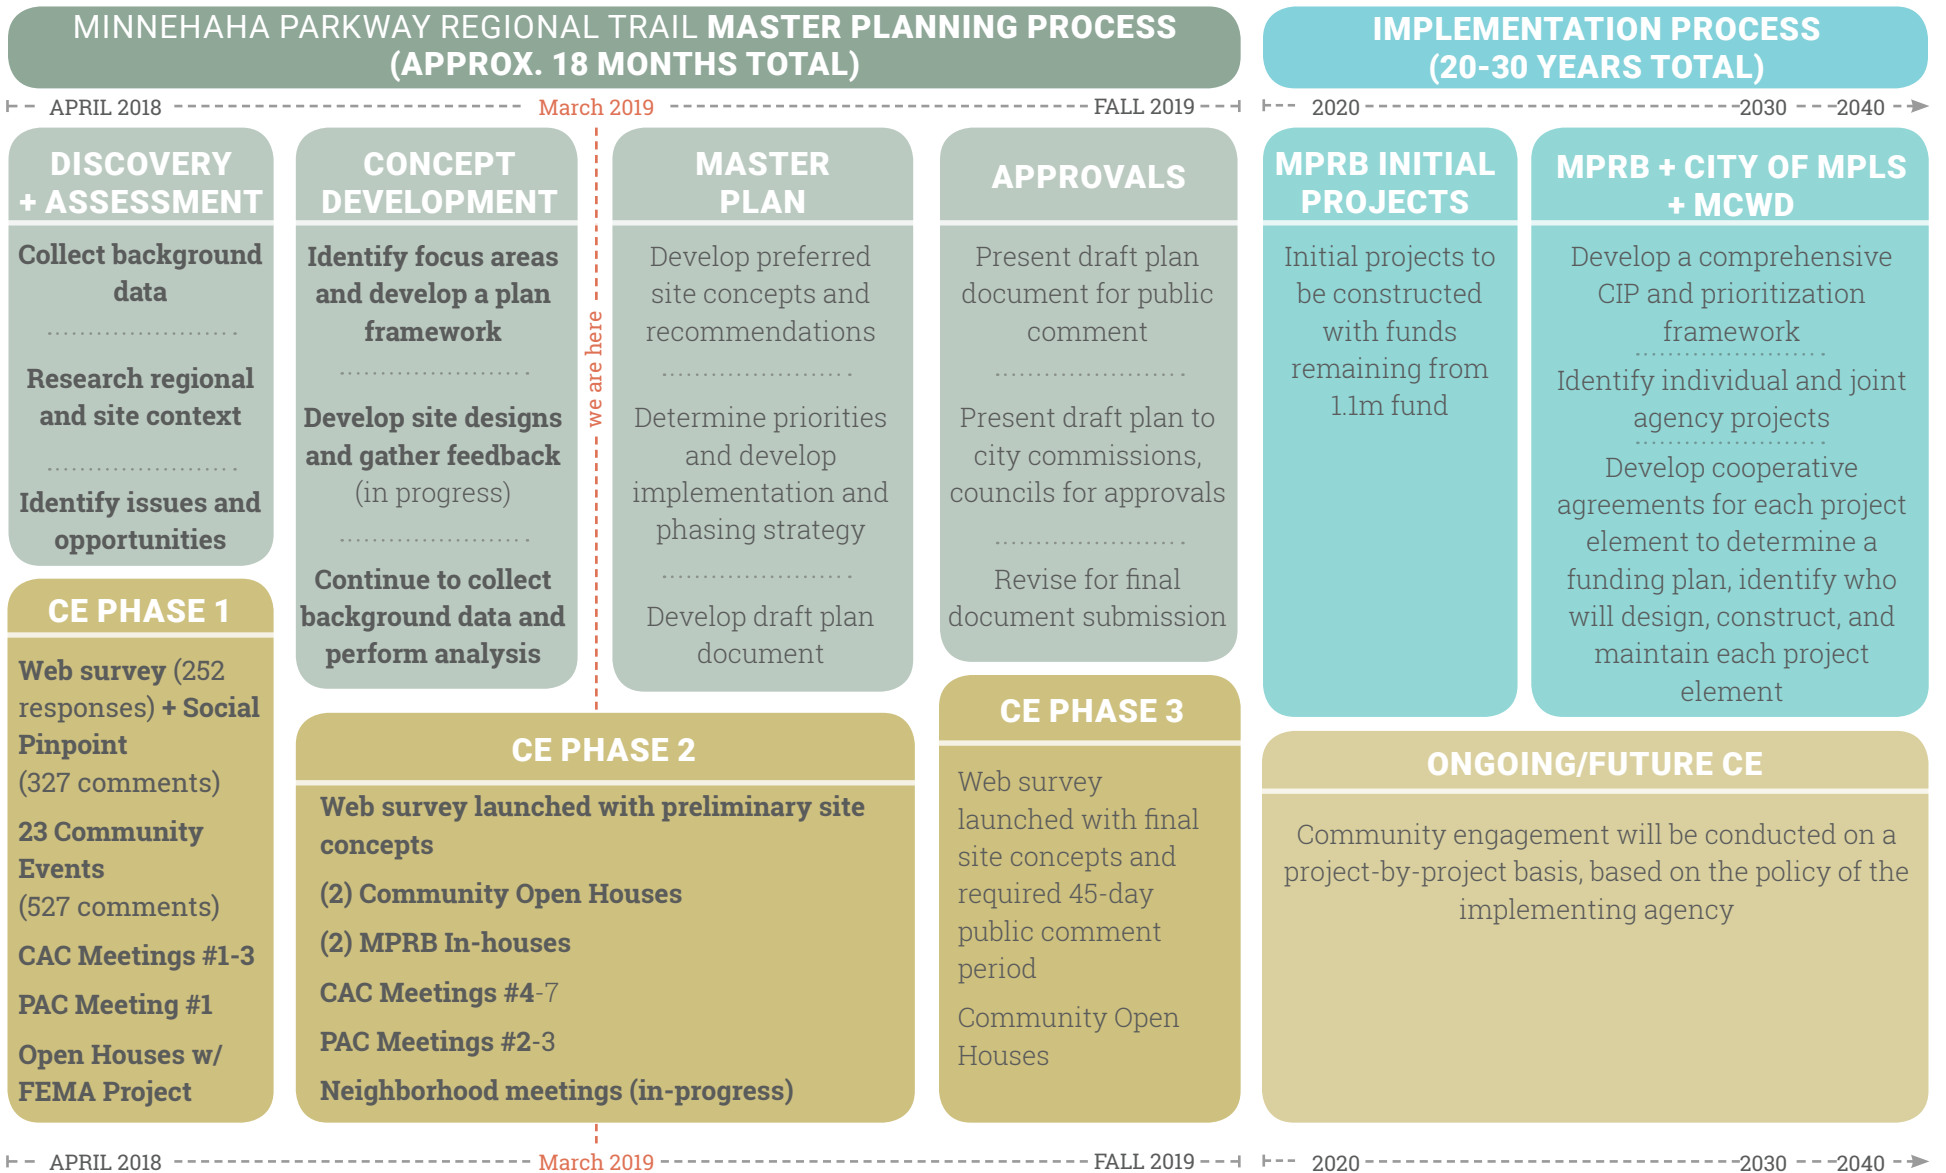 MINNEHAHA PARKWAY REGIONAL TRAIL MASTER PLANNING PROCESS
(APPROX. 18 MONTHS TOTAL)
IMPLEMENTATION PROCESS
(20-30 YEARS TOTAL)
APRIL 2018
March 2019
FALL 2019
2020
2030
2040
DISCOVERY
+ ASSESSMENT
Collect background
data
Research regional
and site context
Identify issues and
opportunities
CONCEPT
DEVELOPMENT
Identify focus areas
and develop a plan
framework
Develop site designs
and gather feedback
(in progress)
Continue to collect
background data and
perform analysis
we are here
MASTER
PLAN
Develop preferred
site concepts and
recommendations
Determine priorities
and develop
implementation and
phasing strategy
Develop draft plan
document
APPROVALS
Present draft plan
document for public
comment
Present draft plan to
city commissions,
councils for approvals
Revise for final
document submission
MPRB INITIAL
PROJECTS
Initial projects to
be constructed
with funds
remaining from
1.1m fund
MPRB + CITY OF MPLS
+ MCWD
Develop a comprehensive
CIP and prioritization
framework
Identify individual and joint
agency projects
Develop cooperative
agreements for each project
element to determine a
funding plan, identify who
will design, construct, and
maintain each project
element
CE PHASE 1
Web survey (252
responses) + Social
Pinpoint
(327 comments)
23 Community
Events
(527 comments)
CAC Meetings #1-3
PAC Meeting #1
Open Houses w/
FEMA Project
CE PHASE 2
Web survey launched with preliminary site
concepts
(2) Community Open Houses
(2) MPRB In-houses
CAC Meetings #4-7
PAC Meetings #2-3
Neighborhood meetings (in-progress)
CE PHASE 3
Web survey
launched with final
site concepts and
required 45-day
public comment
period
Community Open
Houses
ONGOING/FUTURE CE
Community engagement will be conducted on a
project-by-project basis, based on the policy of the
implementing agency
APRIL 2018
March 2019
FALL 2019
2020
2030
2040